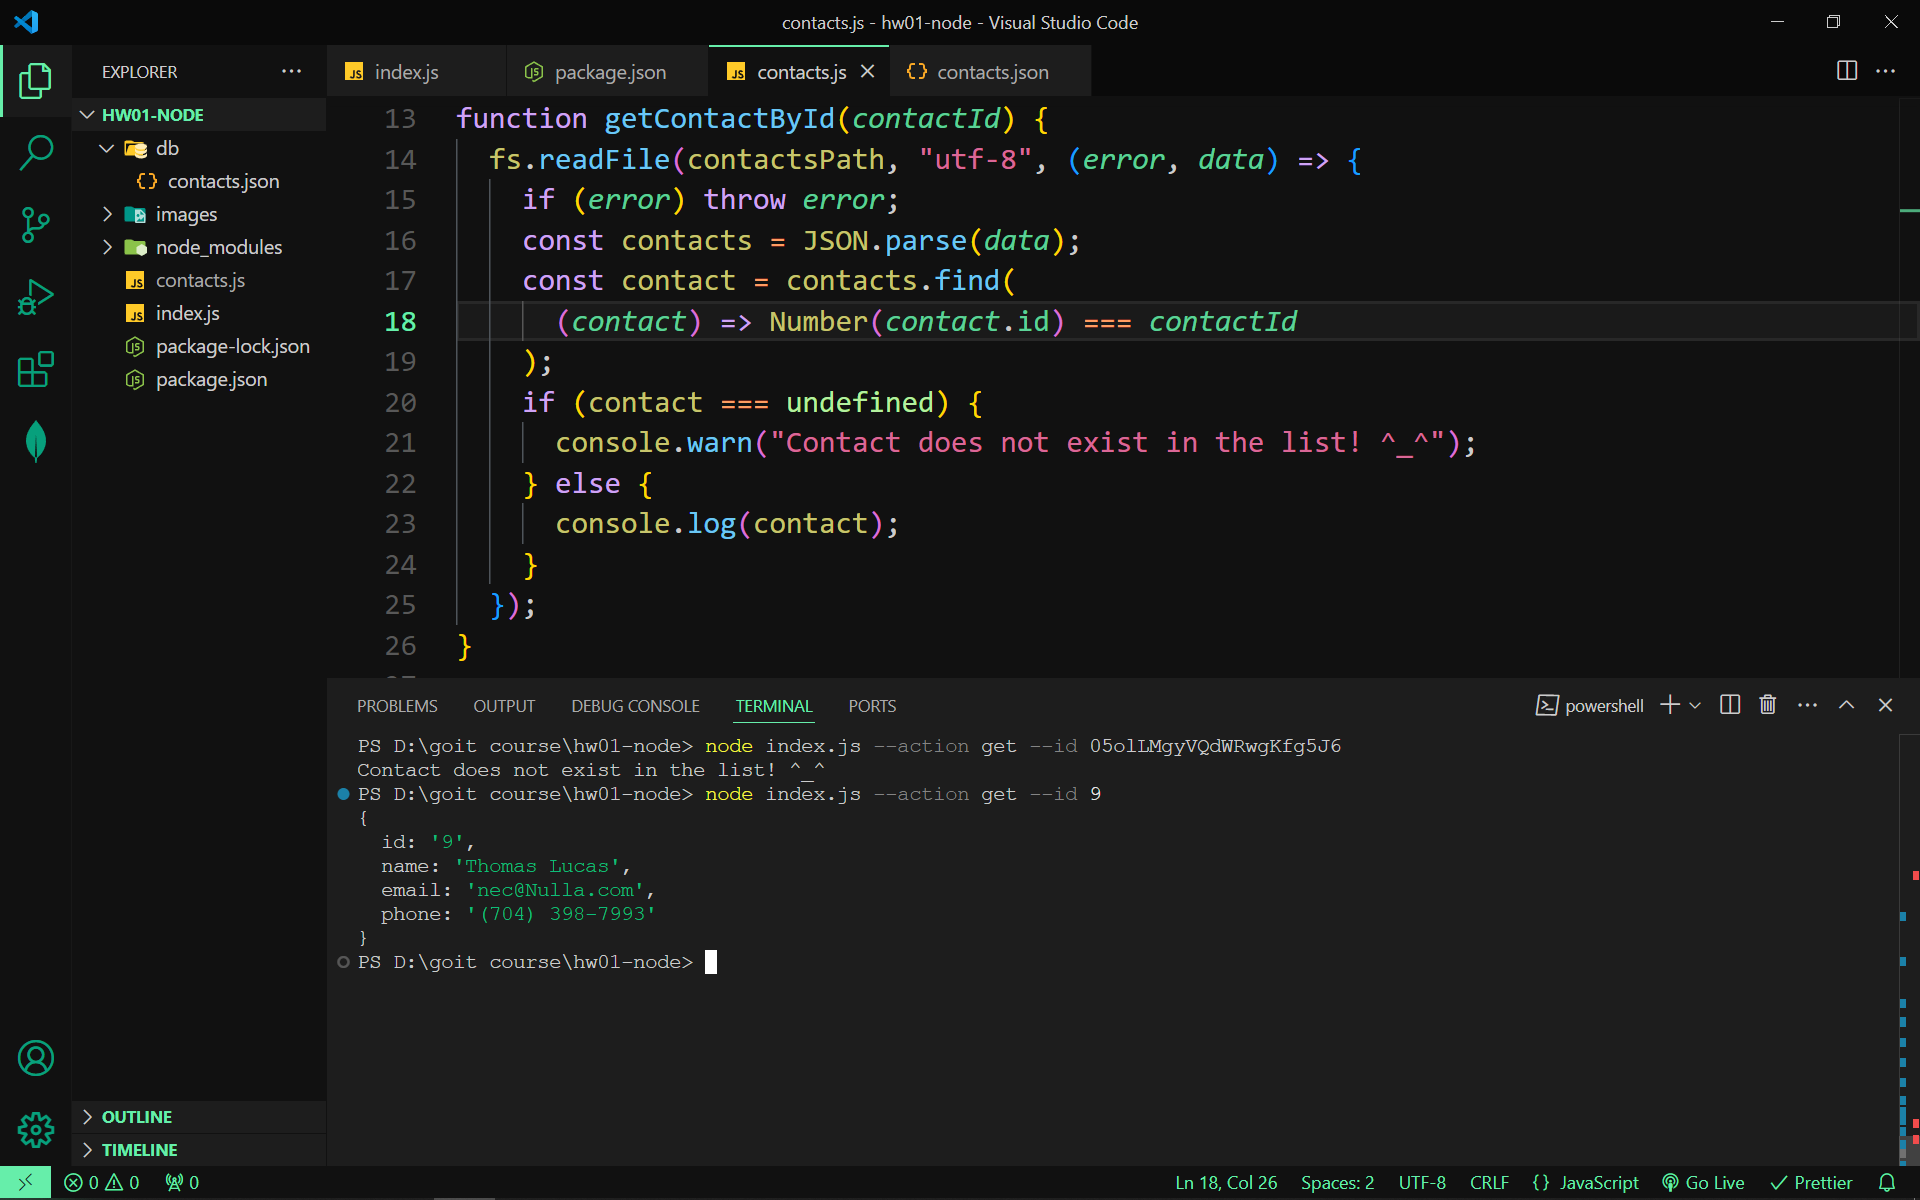 contacts.js - hw01-node - Visual Studio Code
EXPLORER
HW01-NODE
db
contacts.json
images
node_modules
contacts.js
index.js
package-lock.json
package.json
OUTLINE
TIMELINE
index.js
package.json
contacts.js
contacts.json
13 function getContactById(contactId) {
14 fs.readFile(contactsPath, "utf-8", (error, data) => {
15 if (error) throw error;
16 const contacts = JSON.parse(data);
17 const contact = contacts.find(
18 (contact) => Number(contact.id) === contactId
19 );
20 if (contact === undefined) {
21 console.warn("Contact does not exist in the list! ^_^");
22 } else {
23 console.log(contact);
24 }
25 });
26 }
PROBLEMS OUTPUT DEBUG CONSOLE TERMINAL PORTS
powershell
PS D:\goit course\hw01-node> node index.js --action get --id 05olLMgyVQdWRwgKfg5J6
Contact does not exist in the list! ^_^
PS D:\goit course\hw01-node> node index.js --action get --id 9
{
id: '9',
name: 'Thomas Lucas',
email: 'nec@Nulla.com',
phone: '(704) 398-7993'
}
PS D:\goit course\hw01-node>
0 0 0
Ln 18, Col 26 Spaces: 2 UTF-8 CRLF {} JavaScript Go Live Prettier